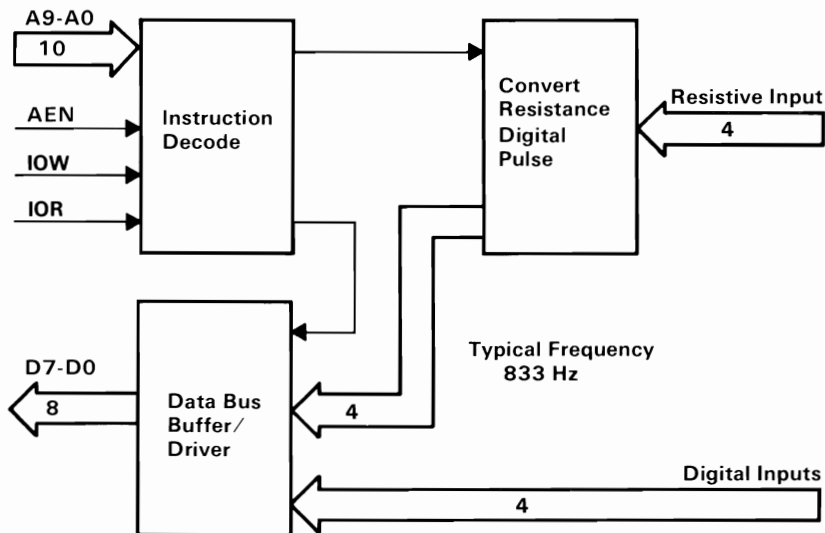 A9-A0
10
AEN
IOW
IOR
Instruction
Decode
Convert
Resistance
Digital
Pulse
Resistive Input
4
Typical Frequency
833 Hz
D7-D0
8
Data Bus
Buffer/
Driver
4
Digital Inputs
4